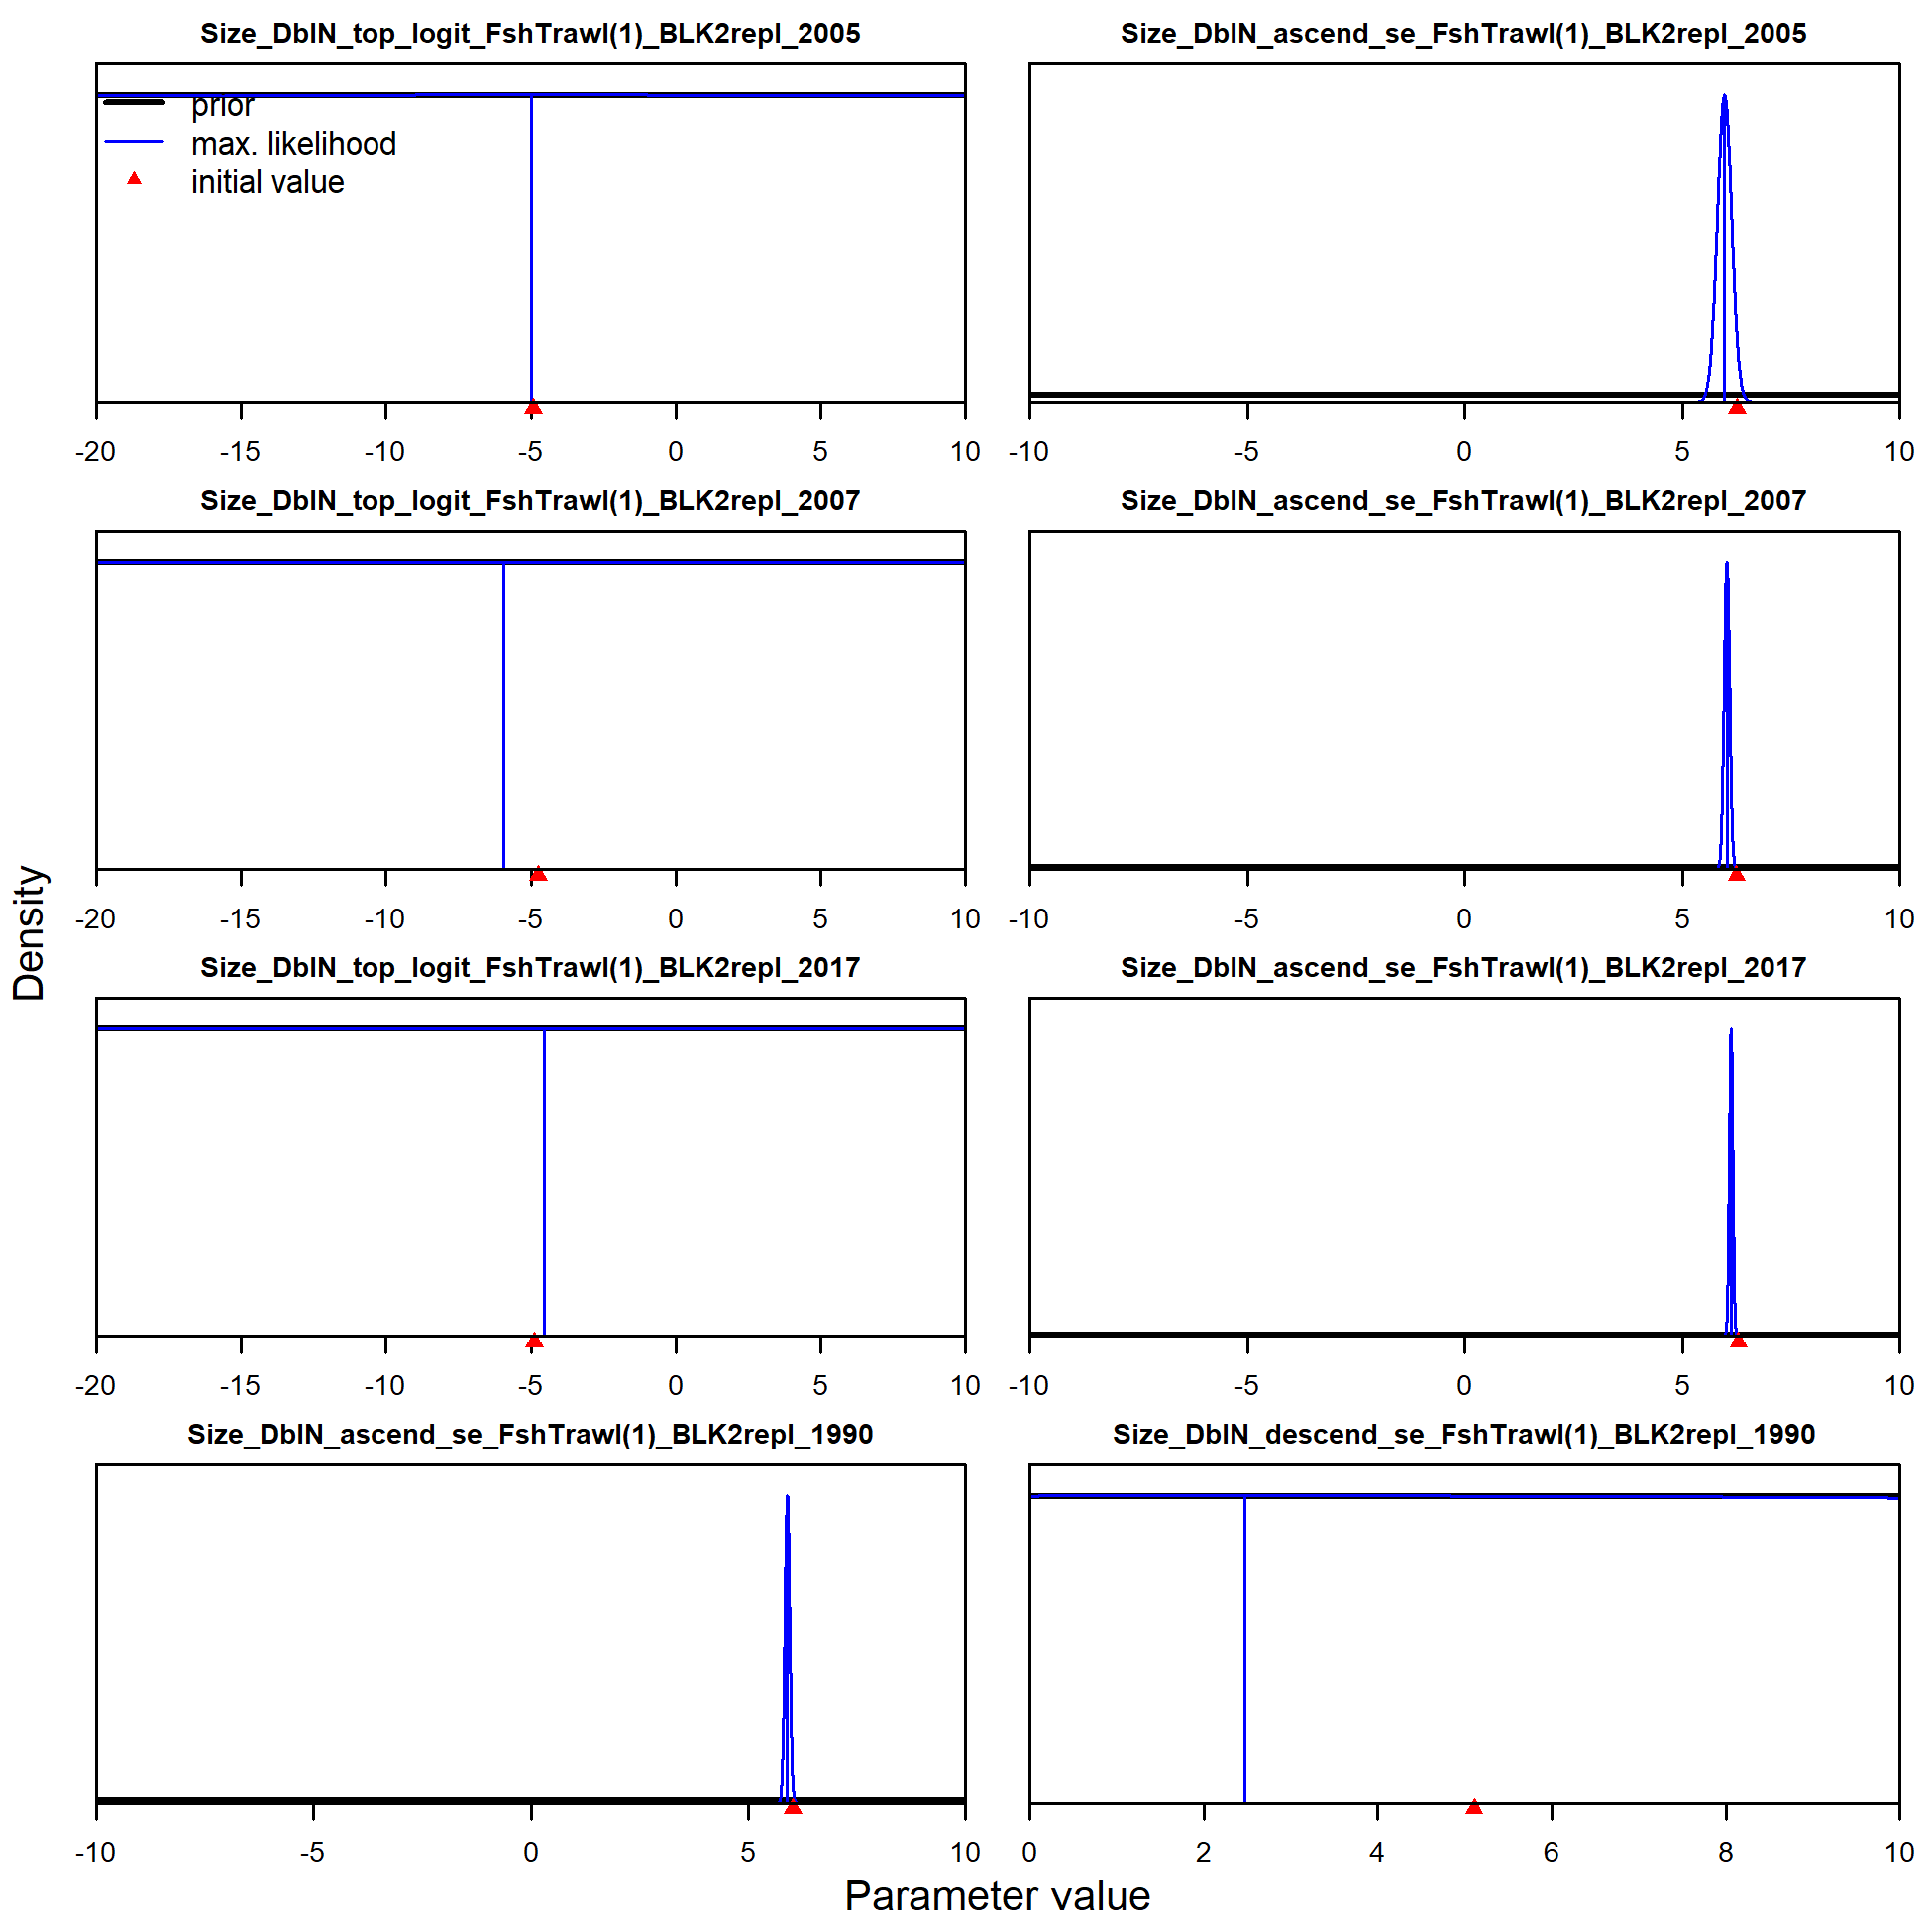 Size_DblN_top_logit_FshTrawl(1)_BLK2repl_2005
prior
max. likelihood
initial value
-20 -15 -10 -5 0 5 10
Size_DblN_ascend_se_FshTrawl(1)_BLK2repl_2005
-10 -5 0 5 10
Size_DblN_top_logit_FshTrawl(1)_BLK2repl_2007
-20 -15 -10 -5 0 5 10
Size_DblN_ascend_se_FshTrawl(1)_BLK2repl_2007
-10 -5 0 5 10
Size_DblN_top_logit_FshTrawl(1)_BLK2repl_2017
-20 -15 -10 -5 0 5 10
Size_DblN_ascend_se_FshTrawl(1)_BLK2repl_2017
-10 -5 0 5 10
Size_DblN_ascend_se_FshTrawl(1)_BLK2repl_1990
-10 -5 0 5 10
Size_DblN_descend_se_FshTrawl(1)_BLK2repl_1990
0 2 4 6 8 10
Density
Parameter value